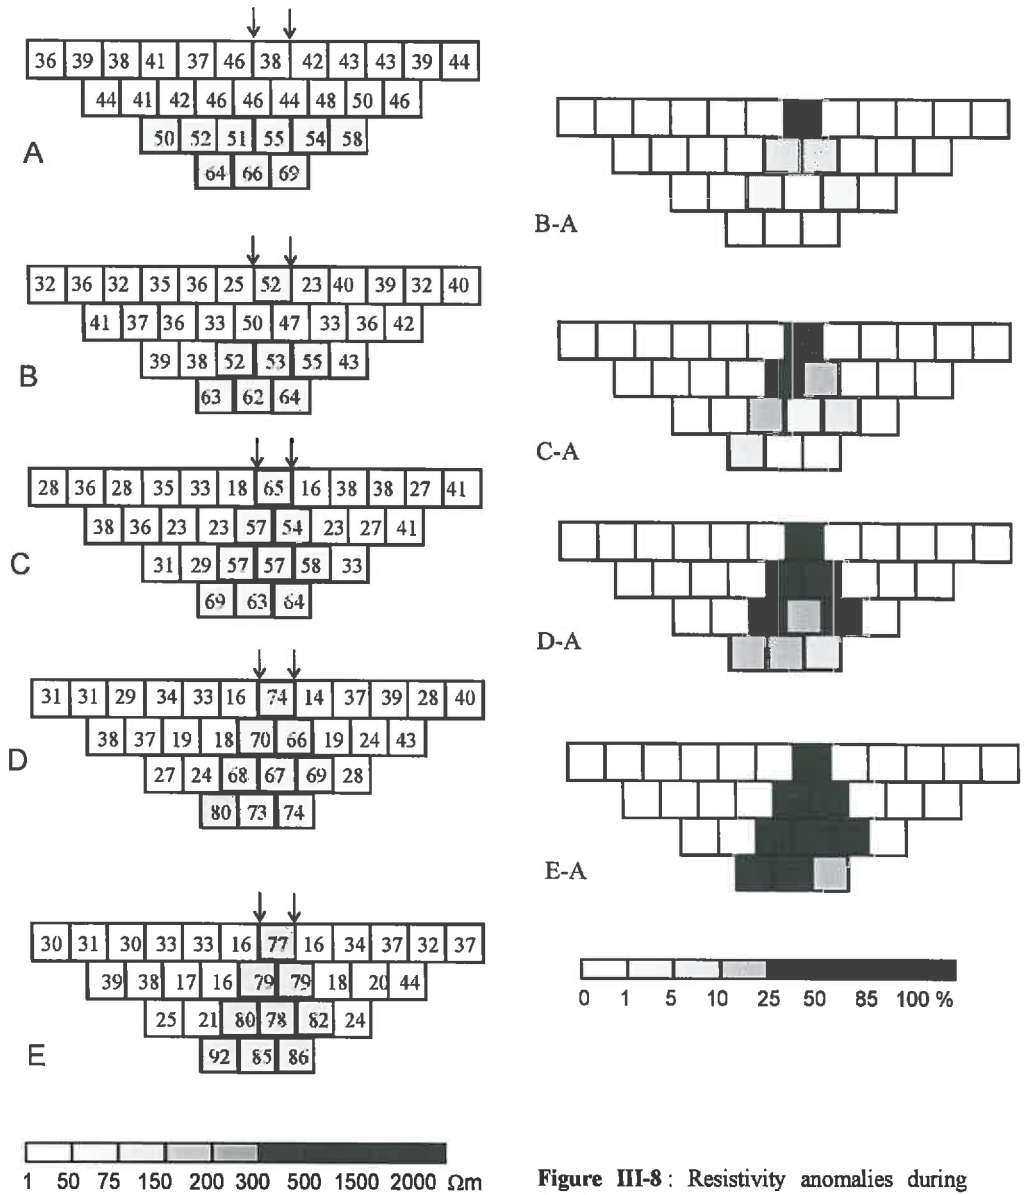 36 39 38 41 37 46 38 42 43 43 39 44
44 41 42 46 46 44 48 50 46
50 52 51 55 54 58
A
64 66 69
32 36 32 35 36 25 52 23 40 39 32 40
41 37 36 33 50 47 33 36 42
39 38 52 53 55 43
B
63 62 64
28 36 28 35 33 18 65 16 38 38 27 41
38 36 23 23 57 54 23 27 41
31 29 57 57 58 33
C
69 63 64
31 31 29 34 33 16 74 14 37 39 28 40
38 37 19 18 70 66 19 24 43
D
27 24 68 67 69 28
80 73 74
30 31 30 33 33 16 77 16 34 37 32 37
39 38 17 16 79 79 18 20 44
25 21 80 78 82 24
E
92 85 86
1 50 75 150 200 300 500 1500 2000 Ωm
B-A
C-A
D-A
E-A
0 1 5 10 25 50 85 100 %
Figure III-8 : Resistivity anomalies during